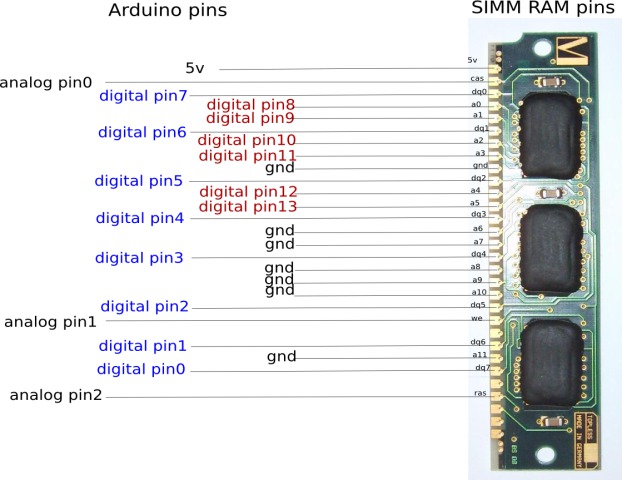 Arduino pins
SIMM RAM pins
5v
5v
analog pin0
cas
digital pin7
dq0
digital pin8
a0
digital pin9
a1
digital pin6
dq1
digital pin10
a2
digital pin11
a3
gnd
gnd
digital pin5
dq2
digital pin12
a4
digital pin13
a5
digital pin4
dq3
gnd
a6
gnd
a7
digital pin3
dq4
gnd
a8
gnd
a9
gnd
a10
digital pin2
dq5
analog pin1
we
digital pin1
dq6
gnd
a11
digital pin0
dq7
analog pin2
ras
M
TOPLESS
MADE IN GERMANY